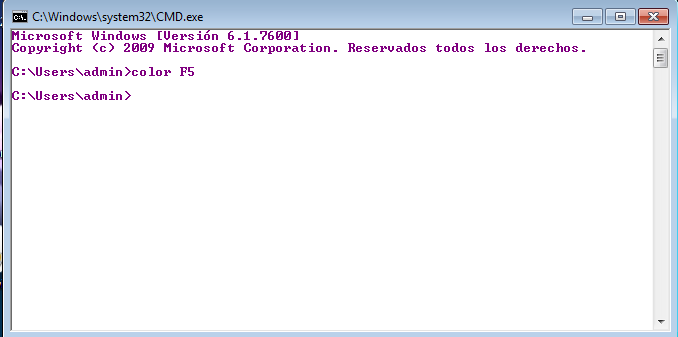 C:\Windows\system32\CMD.exe
Microsoft Windows [Versión 6.1.7600]
Copyright (c) 2009 Microsoft Corporation. Reservados todos los derechos.
C:\Users\admin>color F5
C:\Users\admin>